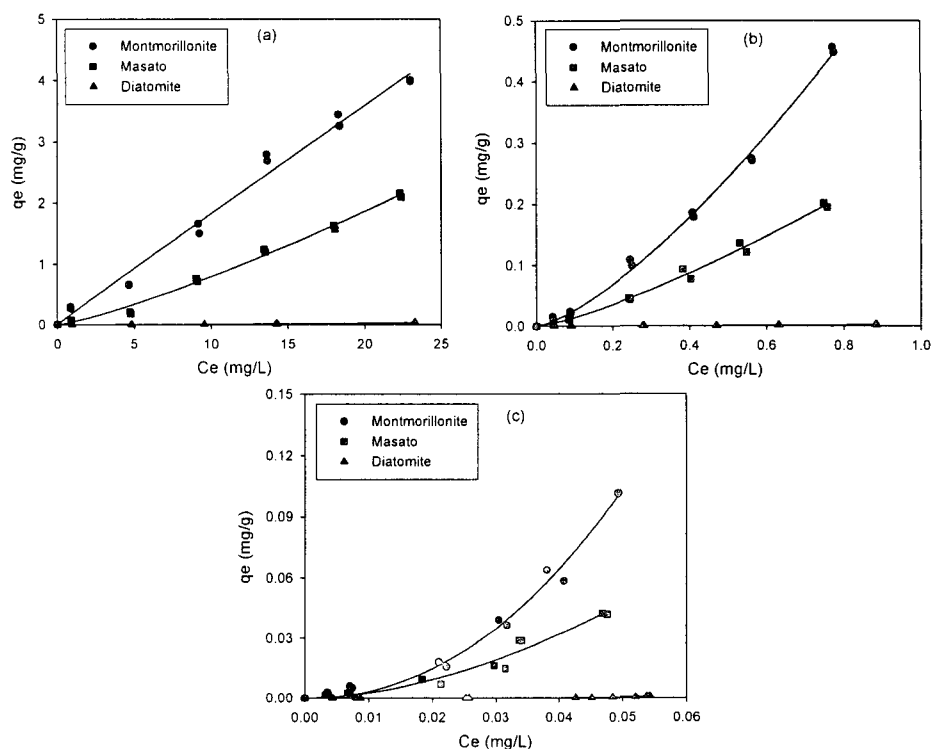 (a)
Montmorillonite
Masato
Diatomite
qe (mg/g)
5
4
3
2
1
0
0 5 10 15 20 25
Ce (mg/L)
(b)
Montmorillonite
Masato
Diatomite
qe (mg/g)
0.5
0.4
0.3
0.2
0.1
0.0
0.0 0.2 0.4 0.6 0.8 1.0
Ce (mg/L)
(c)
Montmorillonite
Masato
Diatomite
qe (mg/g)
0.15
0.12
0.09
0.06
0.03
0.00
0.00 0.01 0.02 0.03 0.04 0.05 0.06
Ce (mg/L)